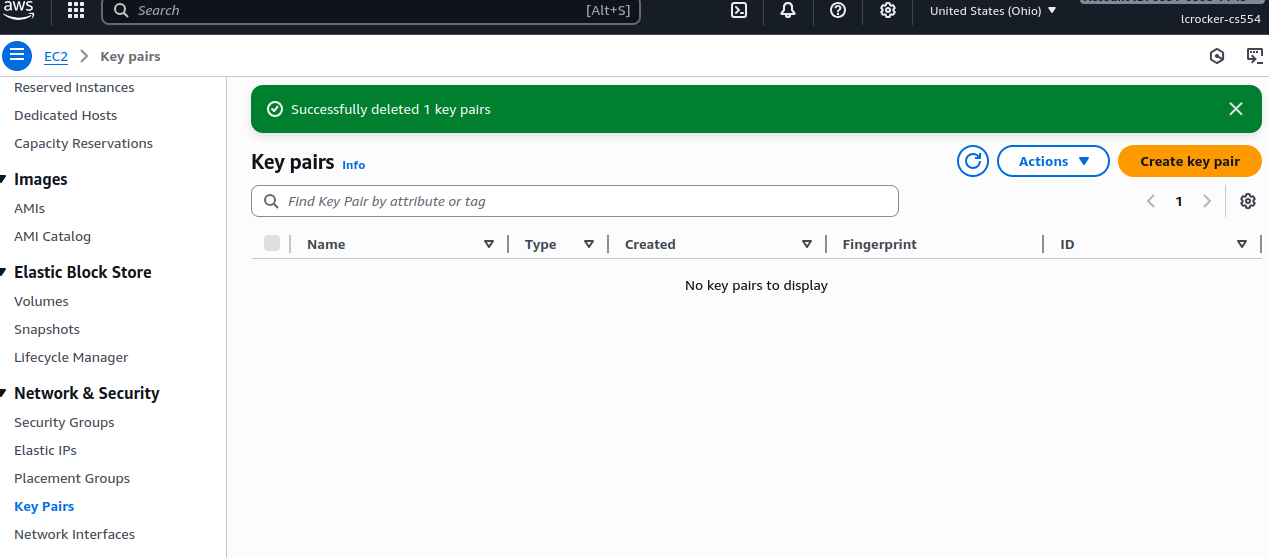 aws
Search [Alt+S]
United States (Ohio)
lcrocker-cs554
EC2 Key pairs
Reserved Instances
Dedicated Hosts
Capacity Reservations
Images
AMIs
AMI Catalog
Elastic Block Store
Volumes
Snapshots
Lifecycle Manager
Network & Security
Security Groups
Elastic IPs
Placement Groups
Key Pairs
Network Interfaces
Successfully deleted 1 key pairs
Key pairs Info
Actions
Create key pair
Find Key Pair by attribute or tag
1
Name Type Created Fingerprint ID
No key pairs to display